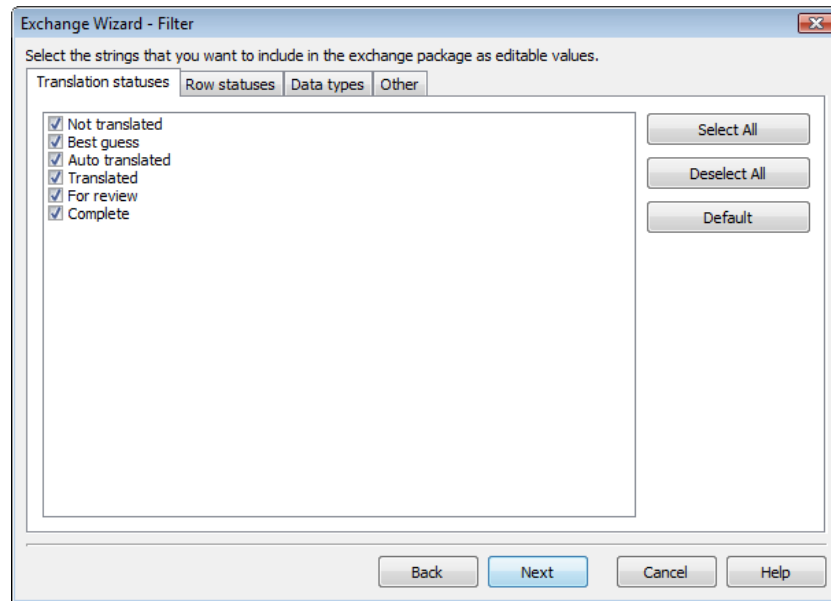 Exchange Wizard - Filter
Select the strings that you want to include in the exchange package as editable values.
Translation statuses Row statuses Data types Other
Not translated
Best guess
Auto translated
Translated
For review
Complete
Select All
Deselect All
Default
Back Next Cancel Help